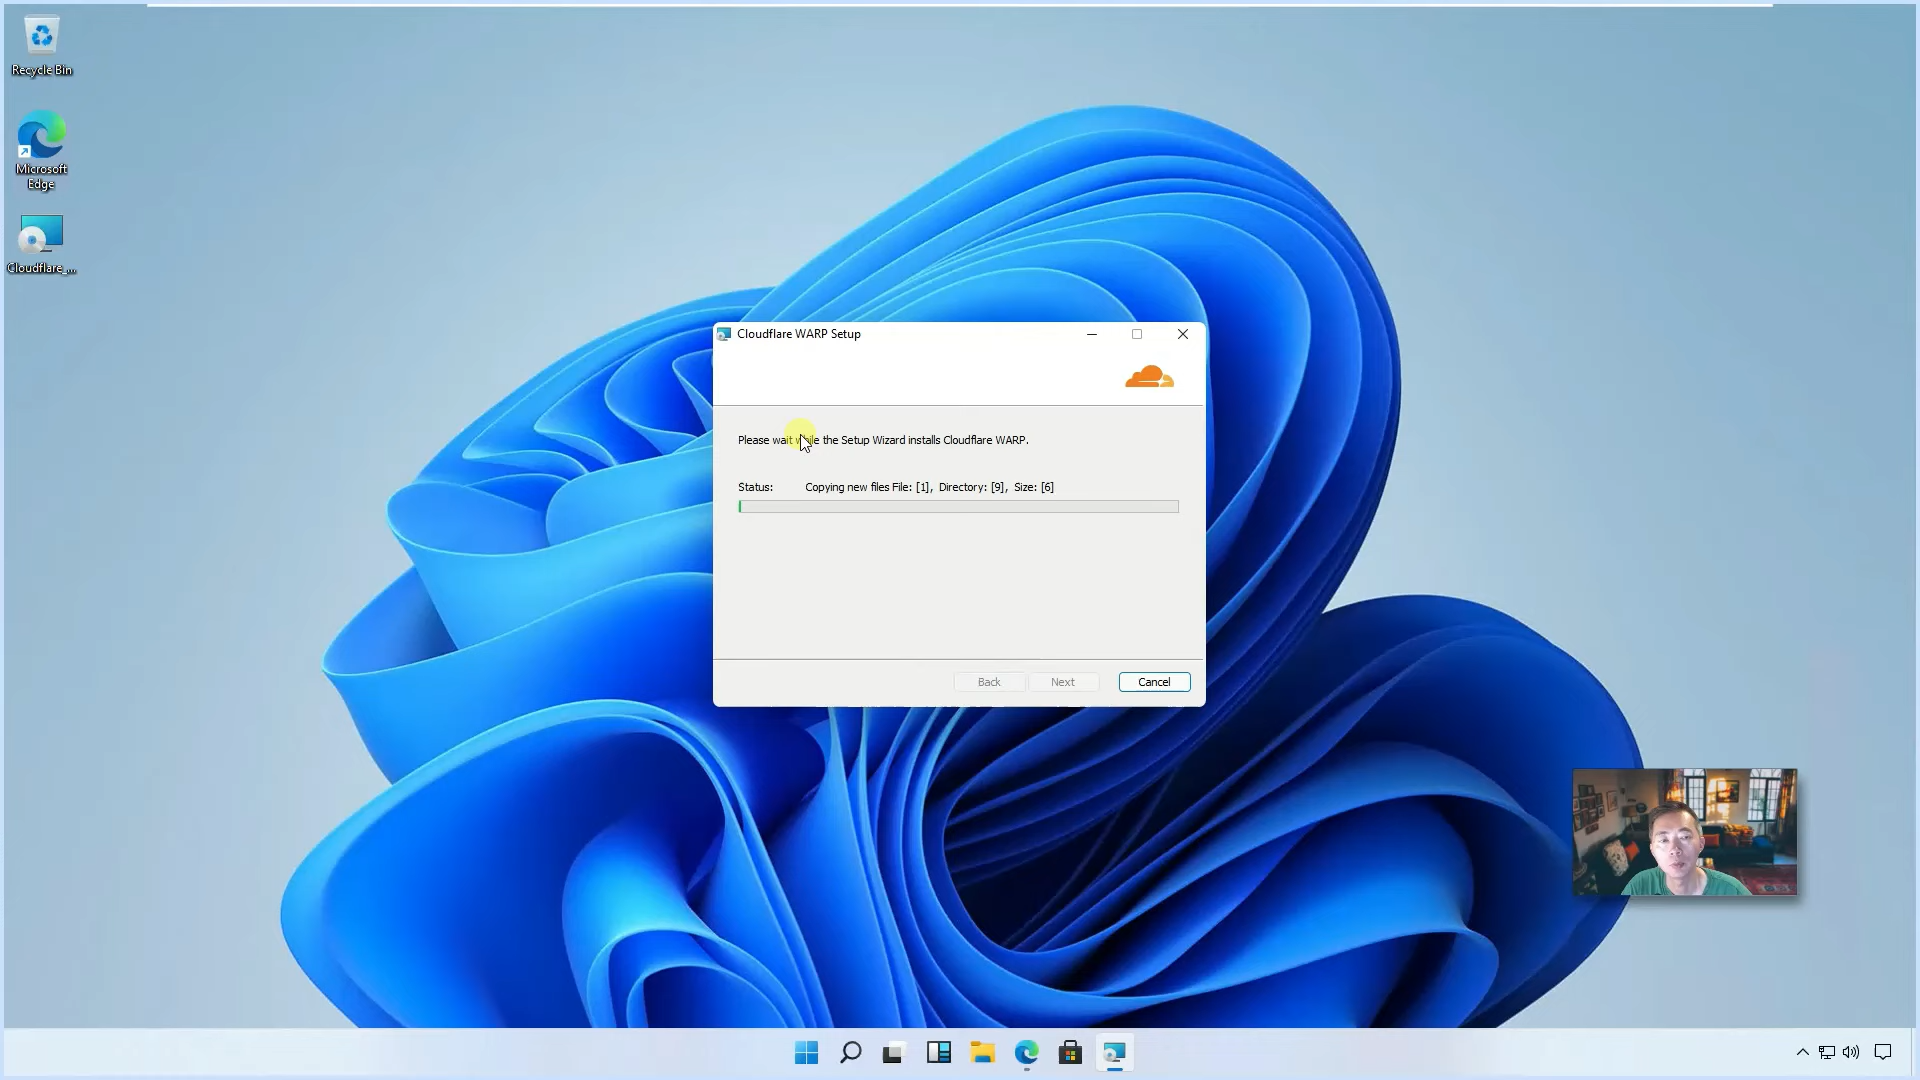 Recycle Bin
Microsoft
Edge
Cloudflare_...
Cloudflare WARP Setup
Please wait while the Setup Wizard installs Cloudflare WARP.
Status: Copying new files File: [1], Directory: [9], Size: [6]
Back Next Cancel